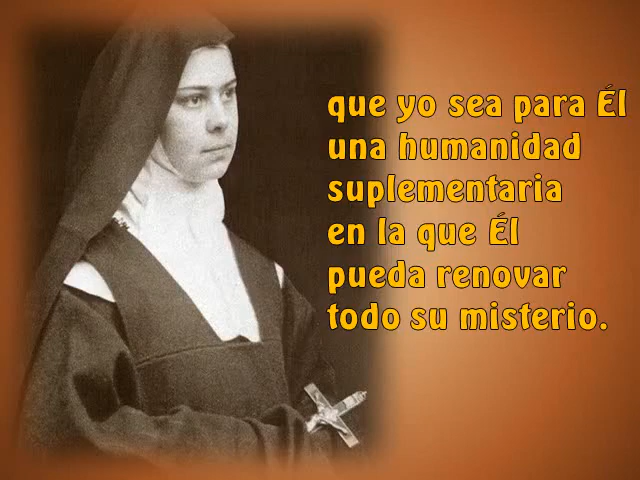 que yo sea para Él
una humanidad
suplementaria
en la que Él
pueda renovar
todo su misterio.